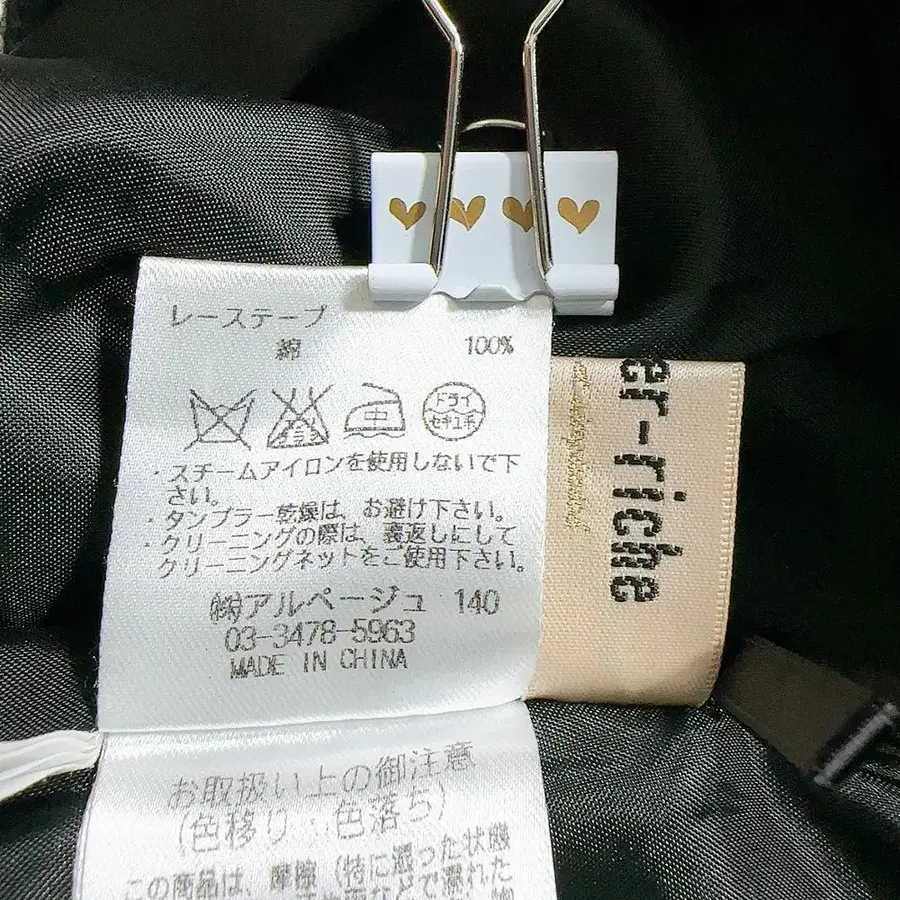 レーステープ
綿 100%
ドライ
セキユ系
中
・スチームアイロンを使用しないで下
さい。
・タンブラー乾燥は、お避け下さい。
・クリーニングの際は、裏返しにして
クリーニングネットをご使用下さい。
㈱アルページュ 140
03-3478-5963
MADE IN CHINA
er-riche
お取扱い上の御注意
(色移り・色落ち)
この商品は、摩擦(特に湿った状態
などで濡れた